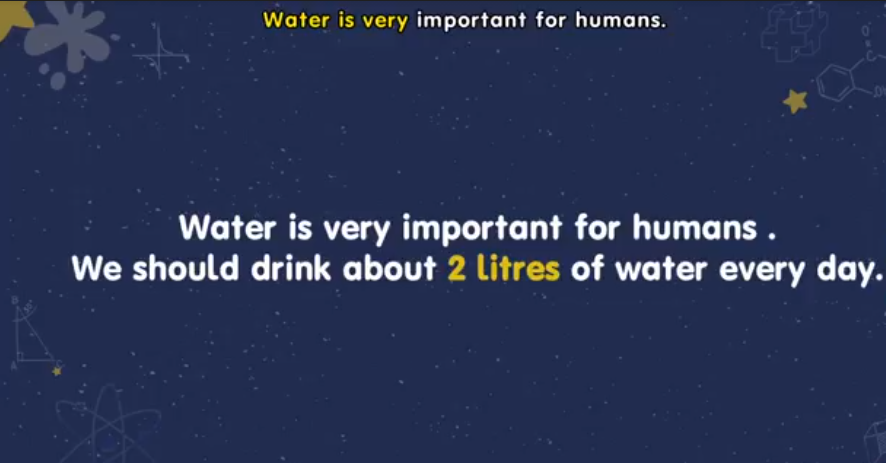 Water is very important for humans.
Water is very important for humans .
We should drink about 2 litres of water every day.